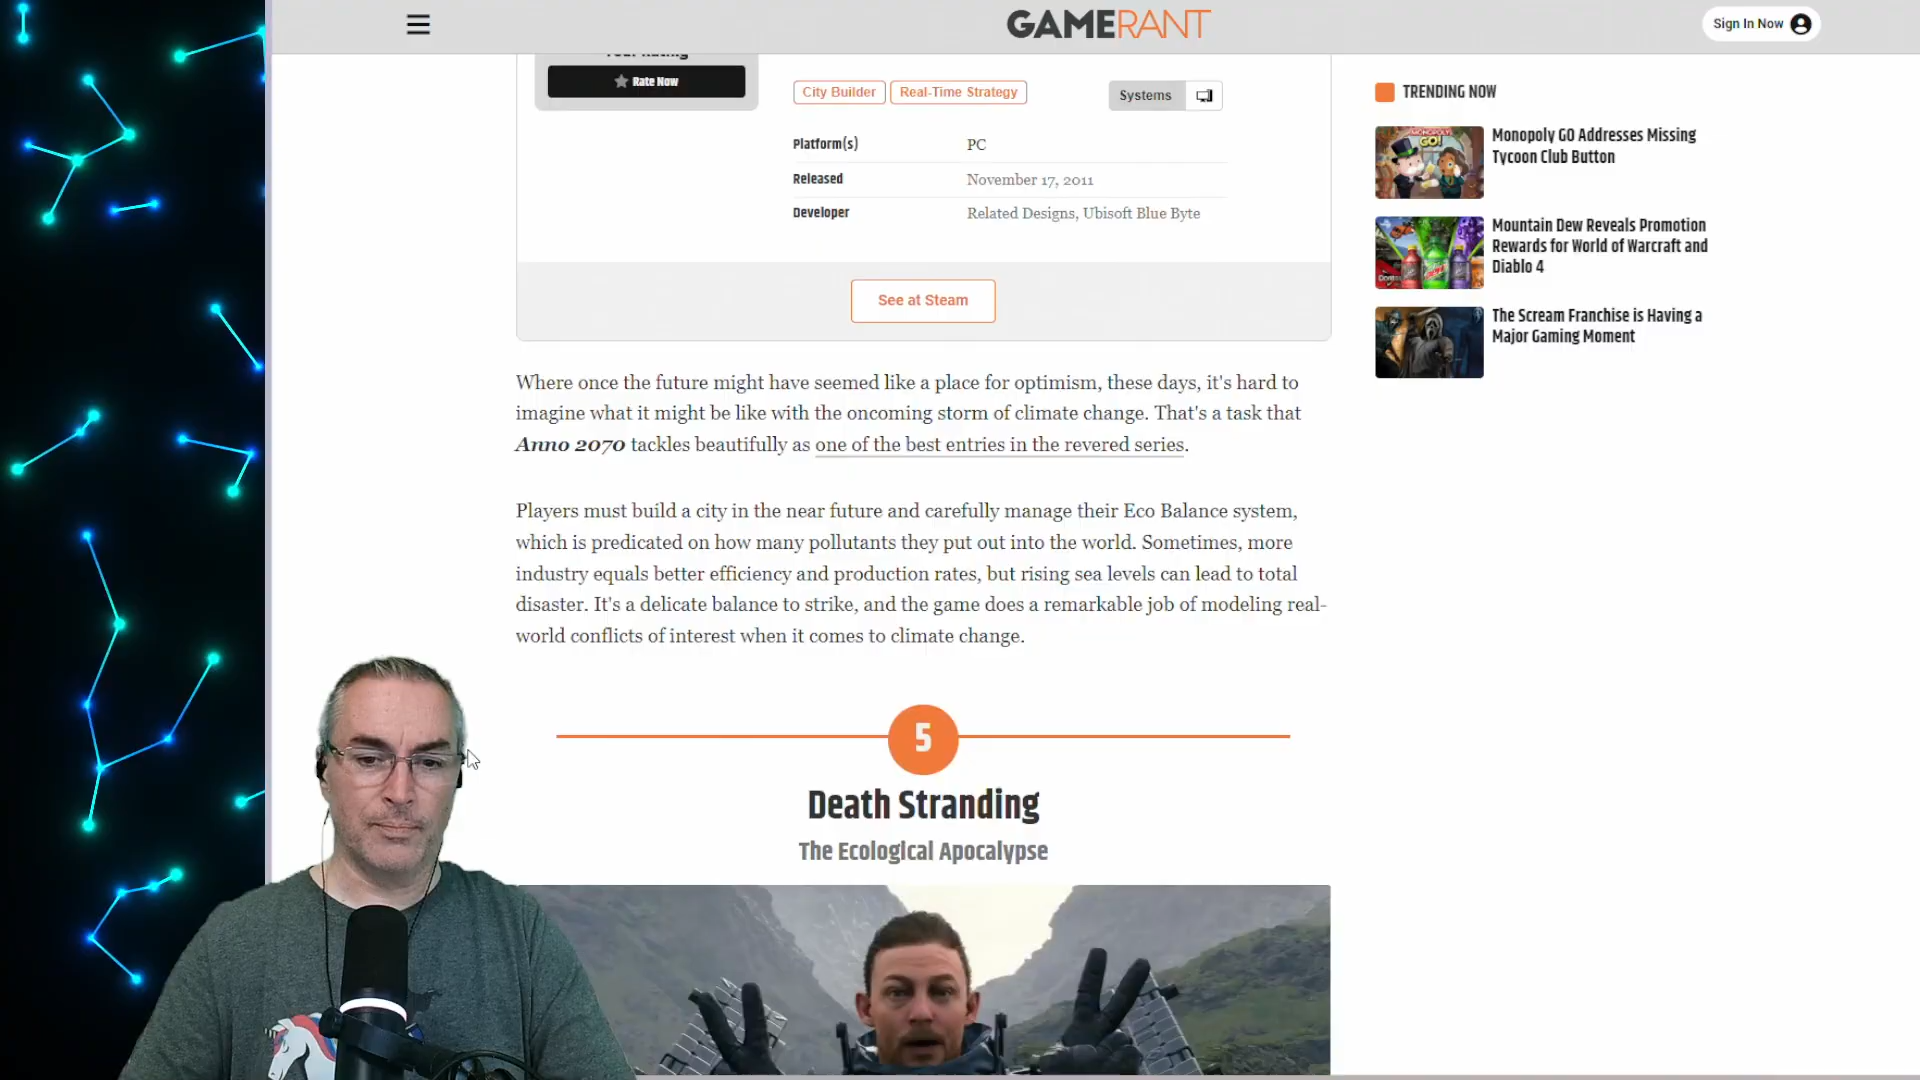 GAMERANT
Sign In Now
Rate Now
City Builder
Real-Time Strategy
Systems
Platform(s) PC
Released November 17, 2011
Developer Related Designs, Ubisoft Blue Byte
See at Steam
Where once the future might have seemed like a place for optimism, these days, it's hard to
imagine what it might be like with the oncoming storm of climate change. That's a task that
Anno 2070 tackles beautifully as one of the best entries in the revered series.
Players must build a city in the near future and carefully manage their Eco Balance system,
which is predicated on how many pollutants they put out into the world. Sometimes, more
industry equals better efficiency and production rates, but rising sea levels can lead to total
disaster. It's a delicate balance to strike, and the game does a remarkable job of modeling real-
world conflicts of interest when it comes to climate change.
5
Death Stranding
The Ecological Apocalypse
TRENDING NOW
Monopoly GO Addresses Missing
Tycoon Club Button
Mountain Dew Reveals Promotion
Rewards for World of Warcraft and
Diablo 4
The Scream Franchise is Having a
Major Gaming Moment